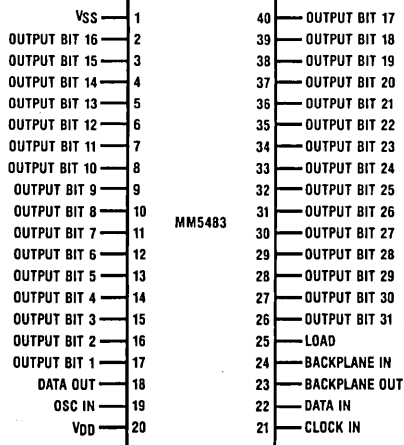 VSS 1 40 OUTPUT BIT 17
OUTPUT BIT 16 2 39 OUTPUT BIT 18
OUTPUT BIT 15 3 38 OUTPUT BIT 19
OUTPUT BIT 14 4 37 OUTPUT BIT 20
OUTPUT BIT 13 5 36 OUTPUT BIT 21
OUTPUT BIT 12 6 35 OUTPUT BIT 22
OUTPUT BIT 11 7 34 OUTPUT BIT 23
OUTPUT BIT 10 8 33 OUTPUT BIT 24
OUTPUT BIT 9 9 32 OUTPUT BIT 25
OUTPUT BIT 8 10 31 OUTPUT BIT 26
MM5483
OUTPUT BIT 7 11 30 OUTPUT BIT 27
OUTPUT BIT 6 12 29 OUTPUT BIT 28
OUTPUT BIT 5 13 28 OUTPUT BIT 29
OUTPUT BIT 4 14 27 OUTPUT BIT 30
OUTPUT BIT 3 15 26 OUTPUT BIT 31
OUTPUT BIT 2 16 25 LOAD
OUTPUT BIT 1 17 24 BACKPLANE IN
DATA OUT 18 23 BACKPLANE OUT
OSC IN 19 22 DATA IN
VDD 20 21 CLOCK IN